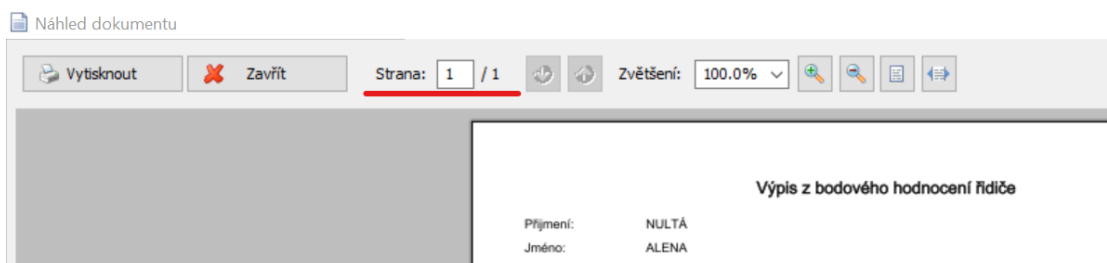 Náhled dokumentu
Vytisknout Zavřít Strana: 1 / 1 Zvětšení: 100.0%
Výpis z bodového hodnocení řidiče
Příjmení: NULTÁ
Jméno: ALENA